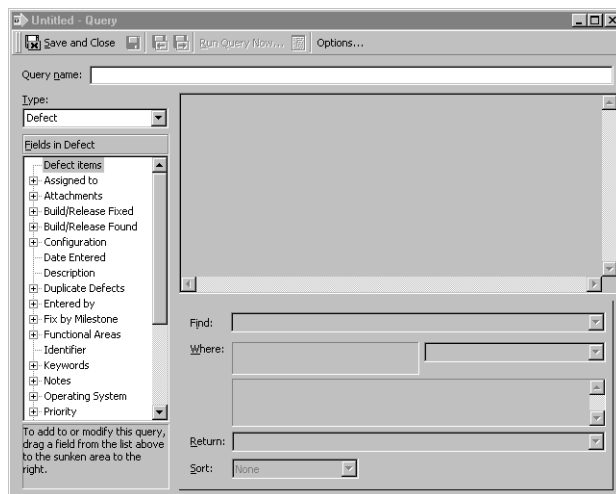 Untitled - Query
Save and Close Run Query Now... Options...
Query name:
Type:
Defect
Fields in Defect
Defect items
Assigned to
Attachments
Build/Release Fixed
Build/Release Found
Configuration
Date Entered
Description
Duplicate Defects
Entered by
Fix by Milestone
Functional Areas
Identifier
Keywords
Notes
Operating System
Priority
To add to or modify this query,
drag a field from the list above
to the sunken area to the
right.
Find:
Where:
Return:
Sort: None